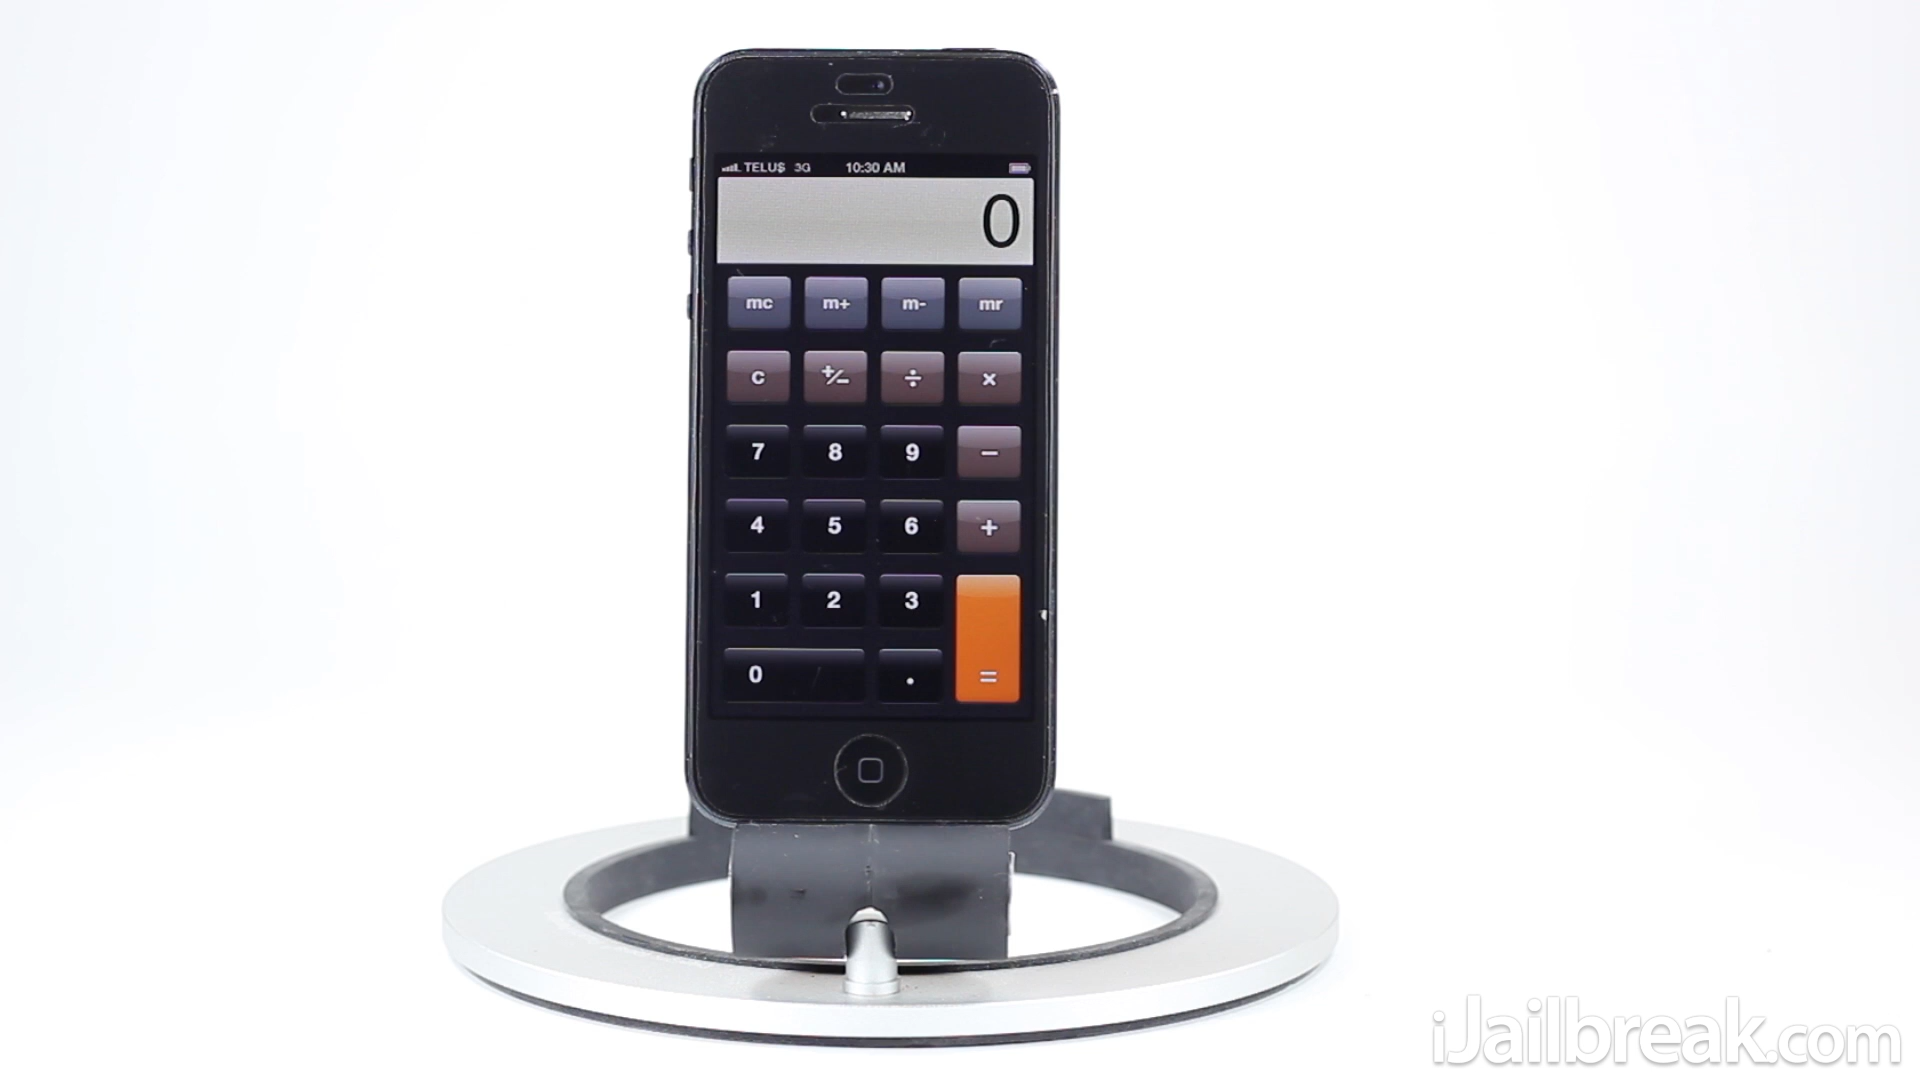 TELUS 3G 10:30 AM
0
mc m+ m- mr
c +/- ÷ ×
7 8 9 −
4 5 6 +
1 2 3
0 . =
iJailbreak.com